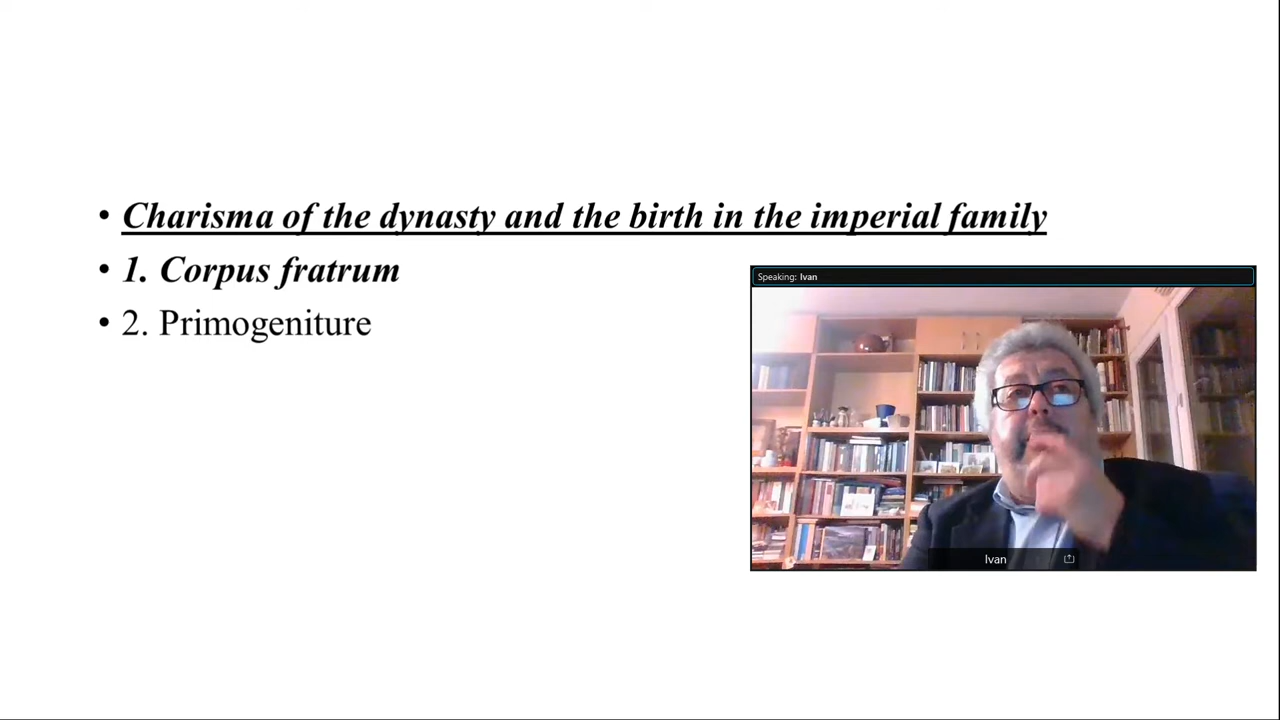 • Charisma of the dynasty and the birth in the imperial family
• 1. Corpus fratrum
• 2. Primogeniture
Speaking: Ivan
Ivan